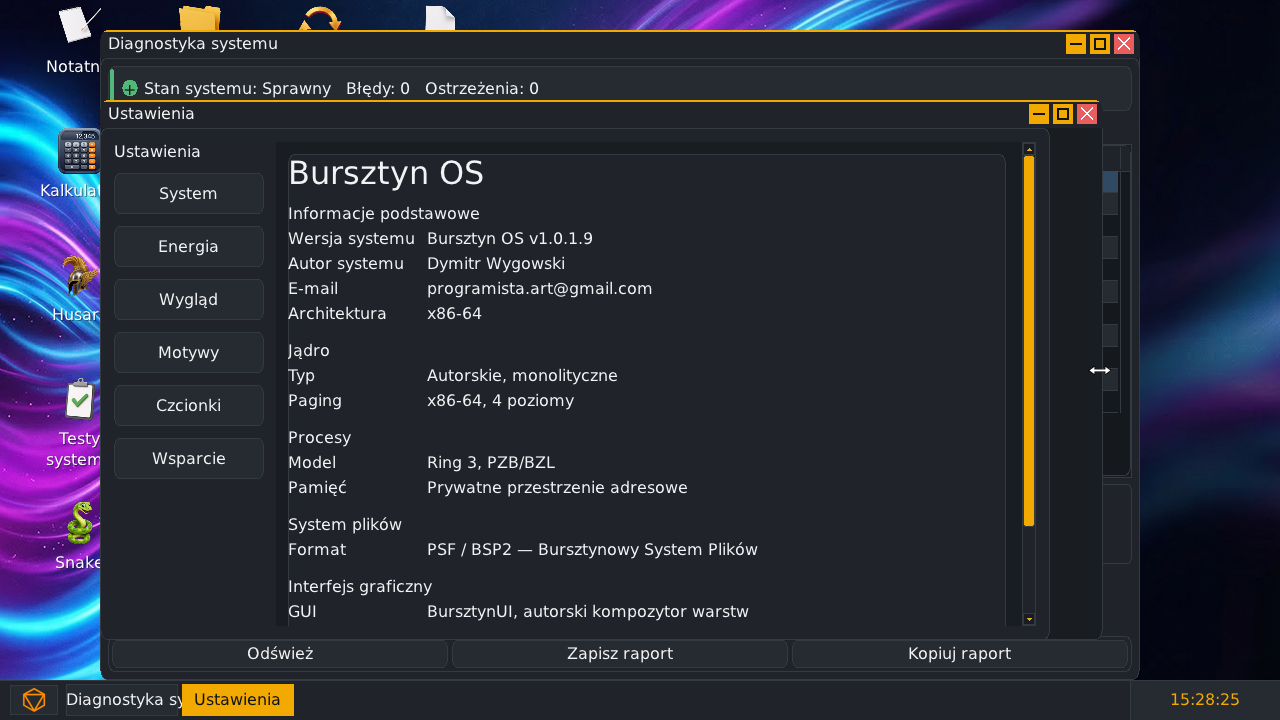 Notatn
12,345
Kalkulat
Husar
Testy
system
Snake
Diagnostyka systemu
Stan systemu: Sprawny Błędy: 0 Ostrzeżenia: 0
Ustawienia
Ustawienia
System
Energia
Wygląd
Motywy
Czcionki
Wsparcie
Bursztyn OS
Informacje podstawowe
Wersja systemu Bursztyn OS v1.0.1.9
Autor systemu Dymitr Wygowski
E-mail programista.art@gmail.com
Architektura x86-64
Jądro
Typ Autorskie, monolityczne
Paging x86-64, 4 poziomy
Procesy
Model Ring 3, PZB/BZL
Pamięć Prywatne przestrzenie adresowe
System plików
Format PSF / BSP2 — Bursztynowy System Plików
Interfejs graficzny
GUI BursztynUI, autorski kompozytor warstw
Odśwież Zapisz raport Kopiuj raport
Diagnostyka sy Ustawienia 15:28:25